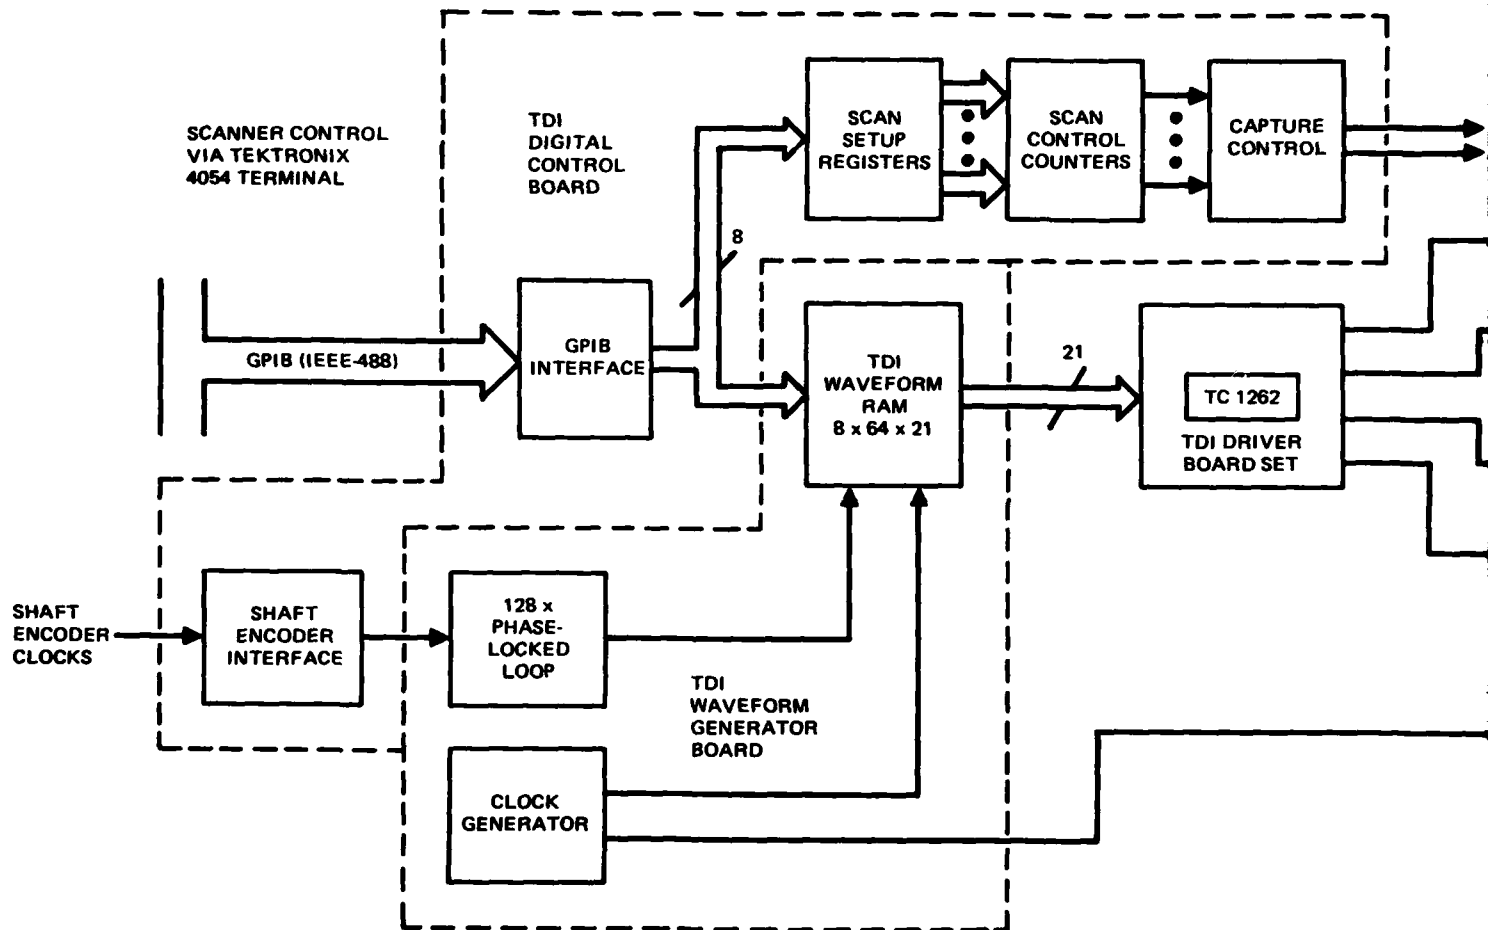 SCANNER CONTROL
VIA TEKTRONIX
4054 TERMINAL
TDI
DIGITAL
CONTROL
BOARD
SCAN
SETUP
REGISTERS
SCAN
CONTROL
COUNTERS
CAPTURE
CONTROL
8
GPIB (IEEE-488)
GPIB
INTERFACE
TDI
WAVEFORM
RAM
8 x 64 x 21
21
TC 1262
TDI DRIVER
BOARD SET
SHAFT
ENCODER
CLOCKS
SHAFT
ENCODER
INTERFACE
128 x
PHASE-
LOCKED
LOOP
TDI
WAVEFORM
GENERATOR
BOARD
CLOCK
GENERATOR